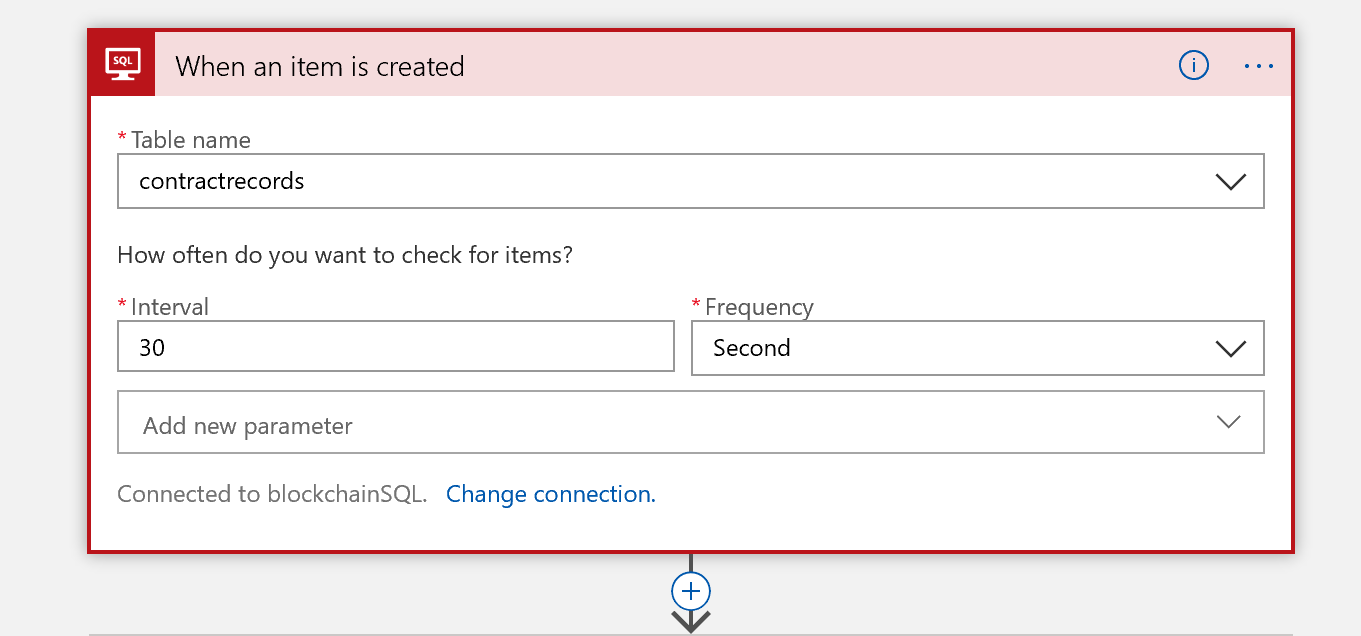 SQL
When an item is created
* Table name
contractrecords
How often do you want to check for items?
* Interval
* Frequency
30
Second
Add new parameter
Connected to blockchainSQL. Change connection.